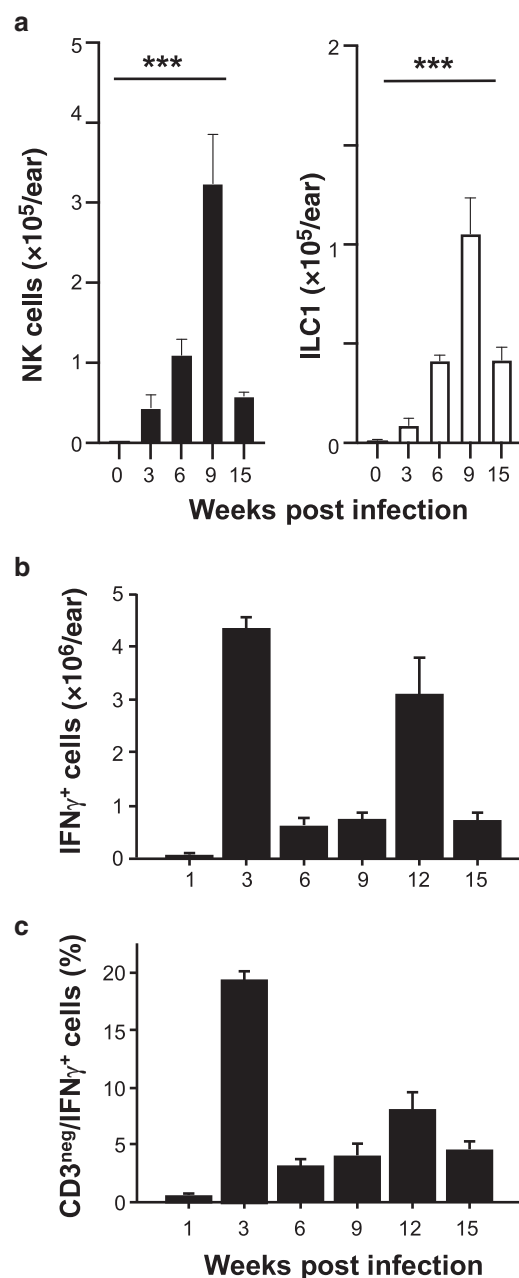 a
***
***
NK cells (×10⁵/ear)
5
4
3
2
1
0
0 3 6 9 15
ILC1 (×10⁵/ear)
2
1
0
0 3 6 9 15
Weeks post infection
b
IFNγ⁺ cells (×10⁶/ear)
5
4
3
2
1
0
1 3 6 9 12 15
c
CD3ⁿᵉᵍ/IFNγ⁺ cells (%)
20
15
10
5
0
1 3 6 9 12 15
Weeks post infection